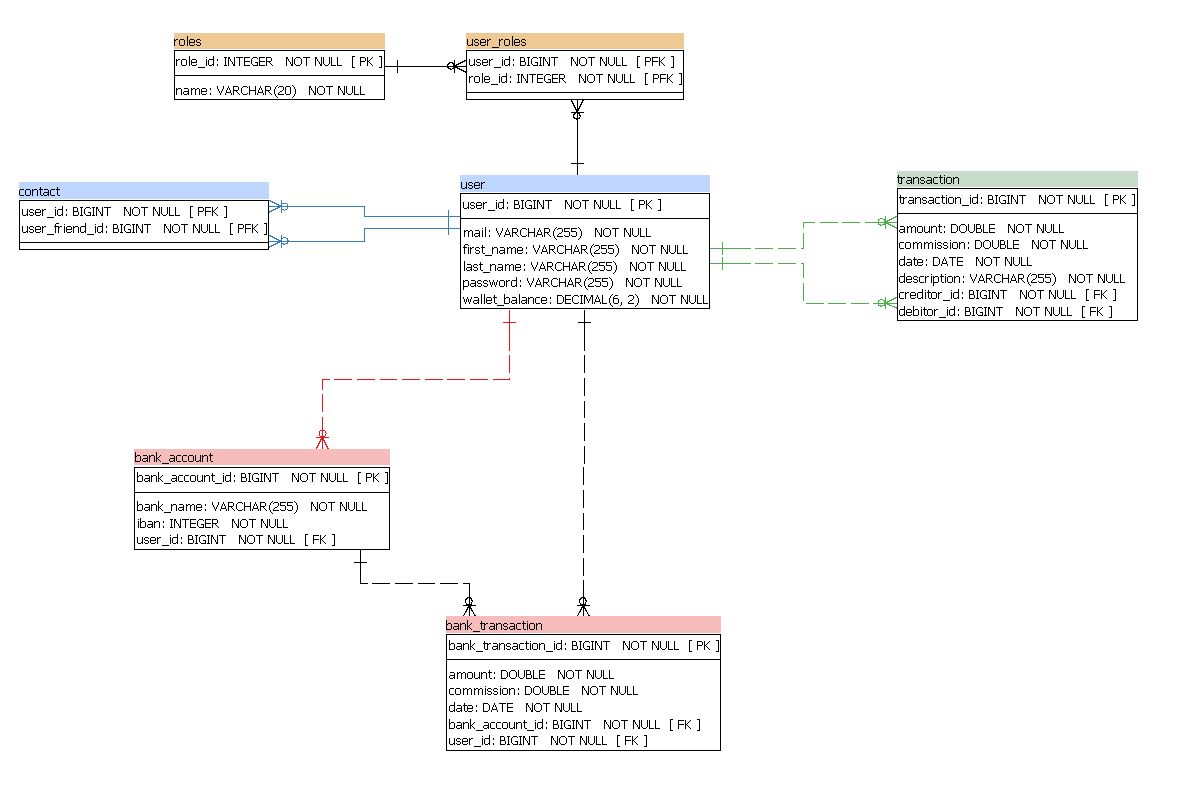 roles
role_id: INTEGER NOT NULL [ PK ]
name: VARCHAR(20) NOT NULL
user_roles
user_id: BIGINT NOT NULL [ PFK ]
role_id: INTEGER NOT NULL [ PFK ]
contact
user_id: BIGINT NOT NULL [ PFK ]
user_friend_id: BIGINT NOT NULL [ PFK ]
user
user_id: BIGINT NOT NULL [ PK ]
mail: VARCHAR(255) NOT NULL
first_name: VARCHAR(255) NOT NULL
last_name: VARCHAR(255) NOT NULL
password: VARCHAR(255) NOT NULL
wallet_balance: DECIMAL(6, 2) NOT NULL
transaction
transaction_id: BIGINT NOT NULL [ PK ]
amount: DOUBLE NOT NULL
commission: DOUBLE NOT NULL
date: DATE NOT NULL
description: VARCHAR(255) NOT NULL
creditor_id: BIGINT NOT NULL [ FK ]
debitor_id: BIGINT NOT NULL [ FK ]
bank_account
bank_account_id: BIGINT NOT NULL [ PK ]
bank_name: VARCHAR(255) NOT NULL
iban: INTEGER NOT NULL
user_id: BIGINT NOT NULL [ FK ]
bank_transaction
bank_transaction_id: BIGINT NOT NULL [ PK ]
amount: DOUBLE NOT NULL
commission: DOUBLE NOT NULL
date: DATE NOT NULL
bank_account_id: BIGINT NOT NULL [ FK ]
user_id: BIGINT NOT NULL [ FK ]